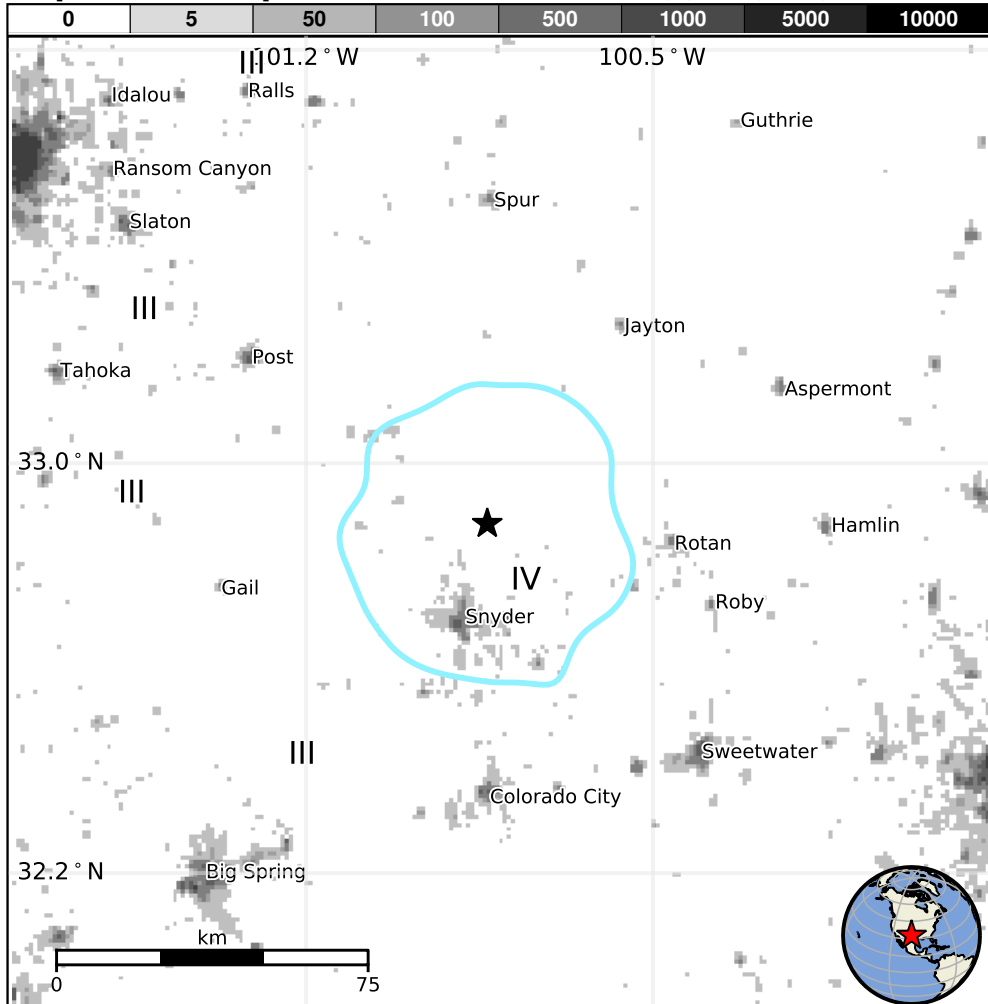 0 5 50 100 500 1000 5000 10000
III 101.2°W 100.5°W
Idalou Ralls
Guthrie
Ransom Canyon
Spur
Slaton
III
Jayton
Post
Tahoka
Aspermont
33.0°N
III
Hamlin
Rotan
IV
Gail
Roby
Snyder
III
Sweetwater
Colorado City
32.2°N
Big Spring
km
0 75